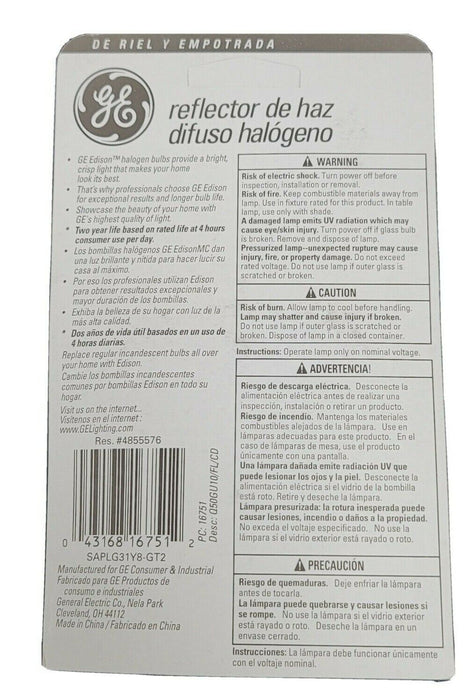 DE RIEL Y EMPOTRADA
GE
reflector de haz
difuso halógeno
• GE Edison™ halogen bulbs provide a bright,
crisp light that makes your home
look its best.
• That's why professionals choose GE Edison
for exceptional results and longer bulb life.
• Showcase the beauty of your home with
GE's highest quality of light.
* Two year life based on rated life at 4 hours
consumer use per day.
• Los bombillas halógenos GE EdisonMC dan
una luz brillante y nítida para hacer lucir su
casa al máximo.
• Por eso los profesionales utilizan Edison
para obtener resultados excepcionales y
mayor duración de los bombillas.
• Exhiba la belleza de su hogar con luz de la
más alta calidad.
* Dos años de vida útil basados en un uso de
4 horas diarias.
Replace regular incandescent bulbs all over
your home with Edison.
Cambie los bombillas incandescentes
comunes por bombillas Edison en todo su
hogar.
Visit us on the internet...
Visítenos en el internet:
www.GELighting.com
Res. #4855576
0 43168 16751 2
PC: 16751
Desc: Q50GU10/FL/CD
SAPLG31Y8-GT2
Manufactured for GE Consumer & Industrial
Fabricado para GE Productos de
consumo e industriales
General Electric Co., Nela Park
Cleveland, OH 44112
Made in China / Fabricado en China
⚠ WARNING
Risk of electric shock. Turn power off before
inspection, installation or removal.
Risk of fire. Keep combustible materials away from
lamp. Use in fixture rated for this product. In table
lamp, use only with shade.
A damaged lamp emits UV radiation which may
cause eye/skin injury. Turn power off if glass bulb
is broken. Remove and dispose of lamp.
Pressurized lamp--unexpected rupture may cause
injury, fire, or property damage. Do not exceed
rated voltage. Do not use lamp if outer glass is
scratched or broken.
⚠ CAUTION
Risk of burn. Allow lamp to cool before handling.
Lamp may shatter and cause injury if broken.
Do not use lamp if outer glass is scratched or
broken. Dispose of lamp in a closed container.
Instructions: Operate lamp only on nominal voltage.
⚠ ADVERTENCIA!
Riesgo de descarga eléctrica. Desconecte la
alimentación eléctrica antes de realizar una
inspección, instalación o retirar un producto.
Riesgo de incendio. Mantenga los materiales
combustibles alejados de la lámpara. Use en
lámparas adecuadas para este producto. En el
caso de lámparas de mesa, use el producto
únicamente con una pantalla.
Una lámpara dañada emite radiación UV que
puede lesionar los ojos y la piel. Desconecte la
alimentación eléctrica si el vidrio de la bombilla
está roto. Retire y deseche la lámpara.
Lámpara presurizada: la rotura inesperada puede
causar lesiones, incendio o daños a la propiedad.
No exceda el voltaje especificado. No use la
lámpara si el vidrio exterior está rayado o roto.
⚠ PRECAUCIÓN
Riesgo de quemaduras. Deje enfriar la lámpara
antes de tocarla.
La lámpara puede quebrarse y causar lesiones si
se rompe. No use la lámpara si el vidrio exterior
está rayado o roto. Deseche la lámpara en un
envase cerrado.
Instrucciones: La lámpara debe funcionar únicamente
con el voltaje nominal.